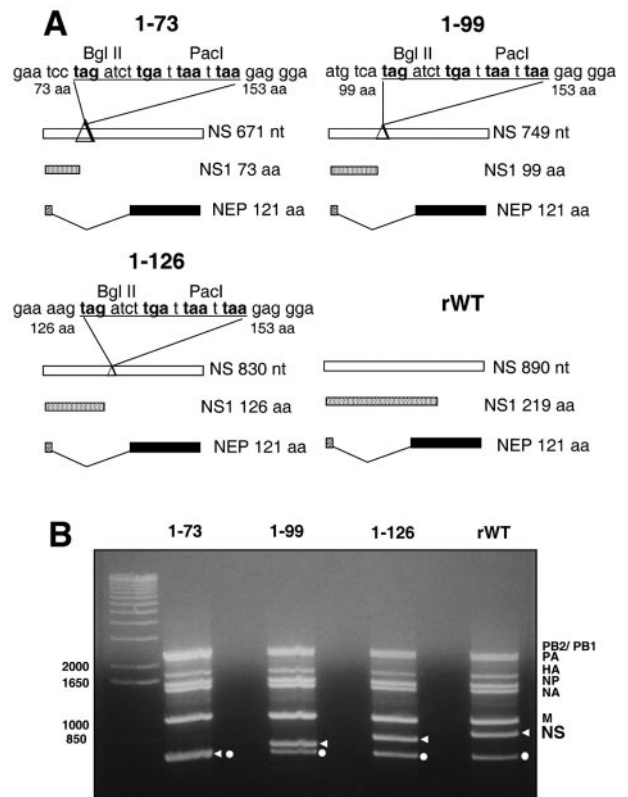 A
1-73
Bgl II PacI
gaa tcc tag atct tga t taa t taa gag gga
73 aa 153 aa
NS 671 nt
NS1 73 aa
NEP 121 aa
1-99
Bgl II PacI
atg tca tag atct tga t taa t taa gag gga
99 aa 153 aa
NS 749 nt
NS1 99 aa
NEP 121 aa
1-126
Bgl II PacI
gaa aag tag atct tga t taa t taa gag gga
126 aa 153 aa
NS 830 nt
NS1 126 aa
NEP 121 aa
rWT
NS 890 nt
NS1 219 aa
NEP 121 aa
B
1-73 1-99 1-126 rWT
2000
1650
1000
850
PB2/ PB1
PA
HA
NP
NA
M
NS